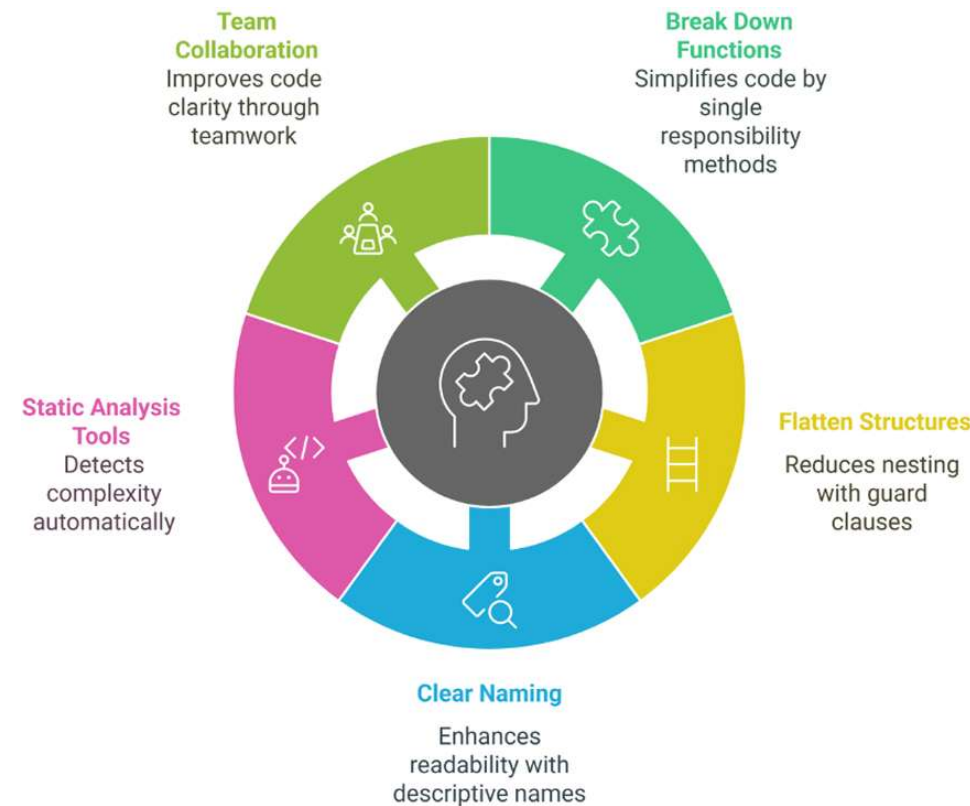 Team
Collaboration
Improves code
clarity through
teamwork
Break Down
Functions
Simplifies code by
single
responsibility
methods
</>
Static Analysis
Tools
Detects
complexity
automatically
Flatten Structures
Reduces nesting
with guard
clauses
Clear Naming
Enhances
readability with
descriptive names